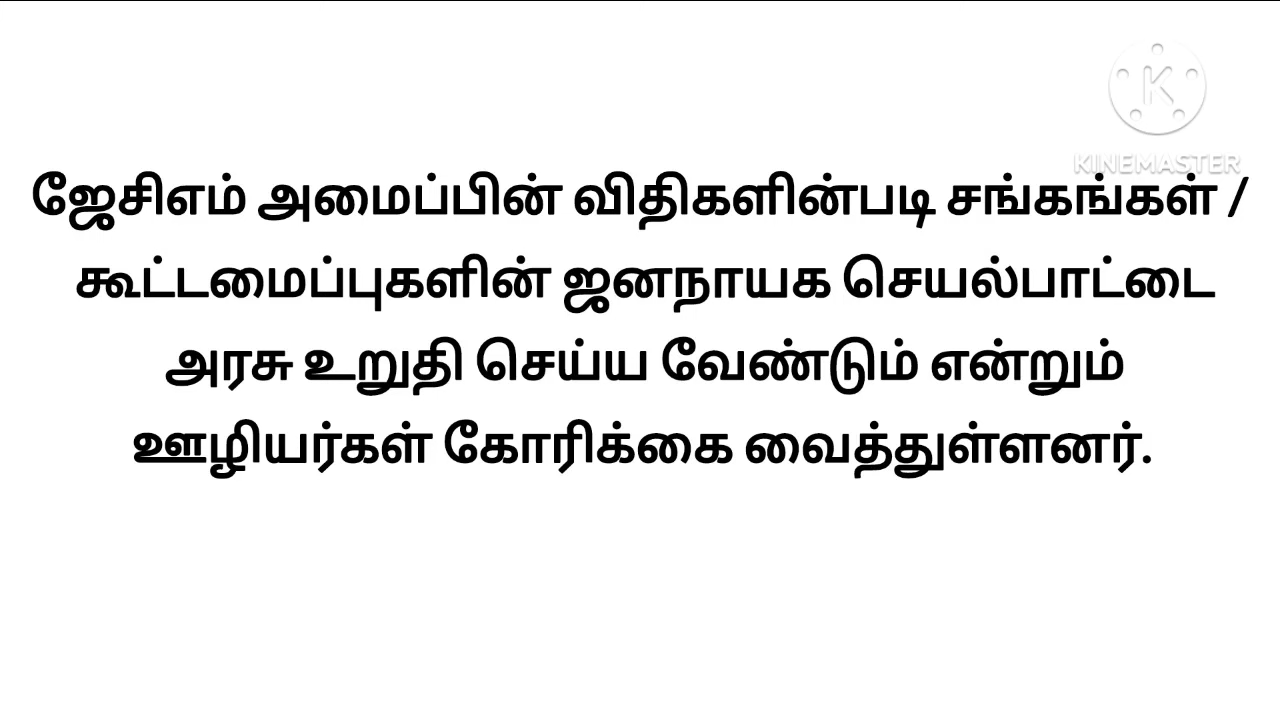 KINEMASTER
ஜேசிஎம் அமைப்பின் விதிகளின்படி சங்கங்கள் /
கூட்டமைப்புகளின் ஜனநாயக செயல்பாட்டை
அரசு உறுதி செய்ய வேண்டும் என்றும்
ஊழியர்கள் கோரிக்கை வைத்துள்ளனர்.